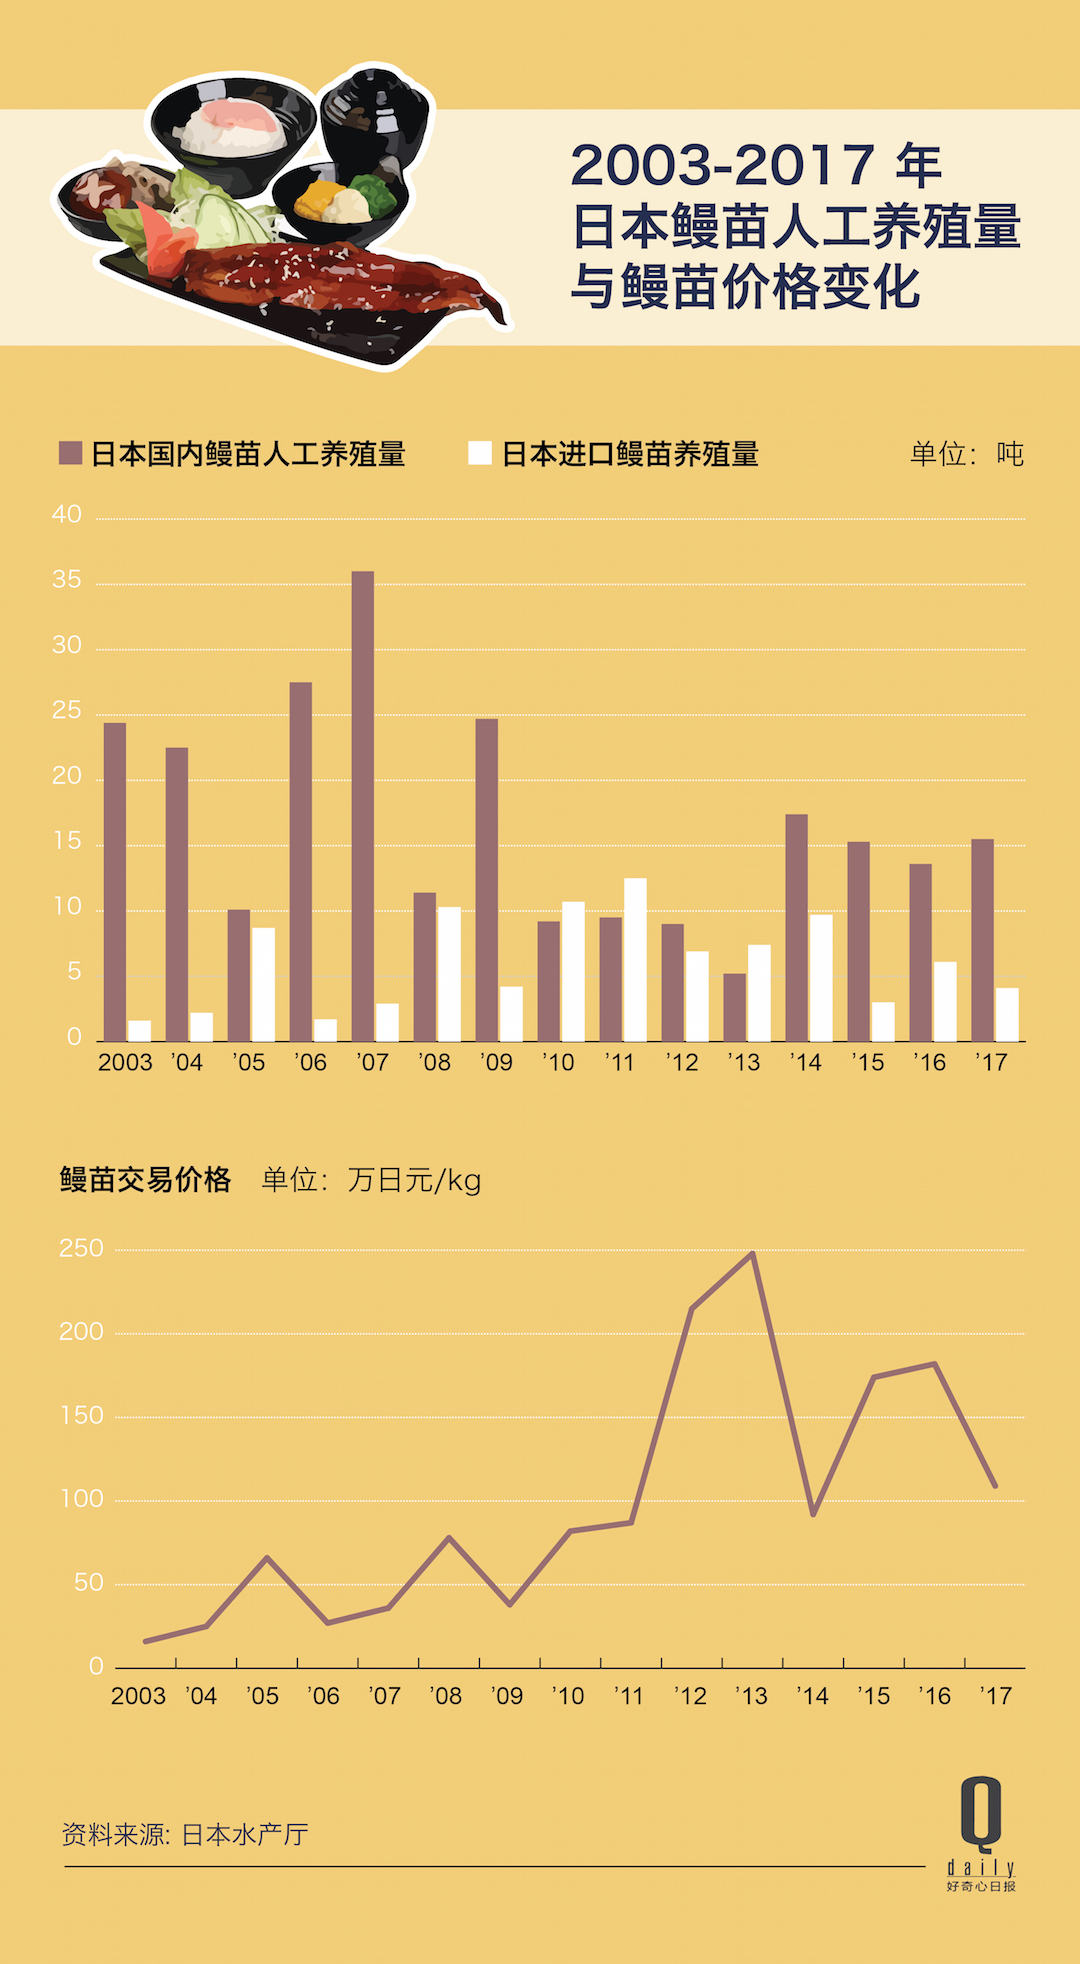 2003-2017 年
日本鳗苗人工养殖量
与鳗苗价格变化
日本国内鳗苗人工养殖量 日本进口鳗苗养殖量 单位：吨
40
35
30
25
20
15
10
5
0
2003 ’04 ’05 ’06 ’07 ’08 ’09 ’10 ’11 ’12 ’13 ’14 ’15 ’16 ’17
鳗苗交易价格 单位：万日元/kg
250
200
150
100
50
0
2003 ’04 ’05 ’06 ’07 ’08 ’09 ’10 ’11 ’12 ’13 ’14 ’15 ’16 ’17
资料来源: 日本水产厅
Q
daily
好奇心日报